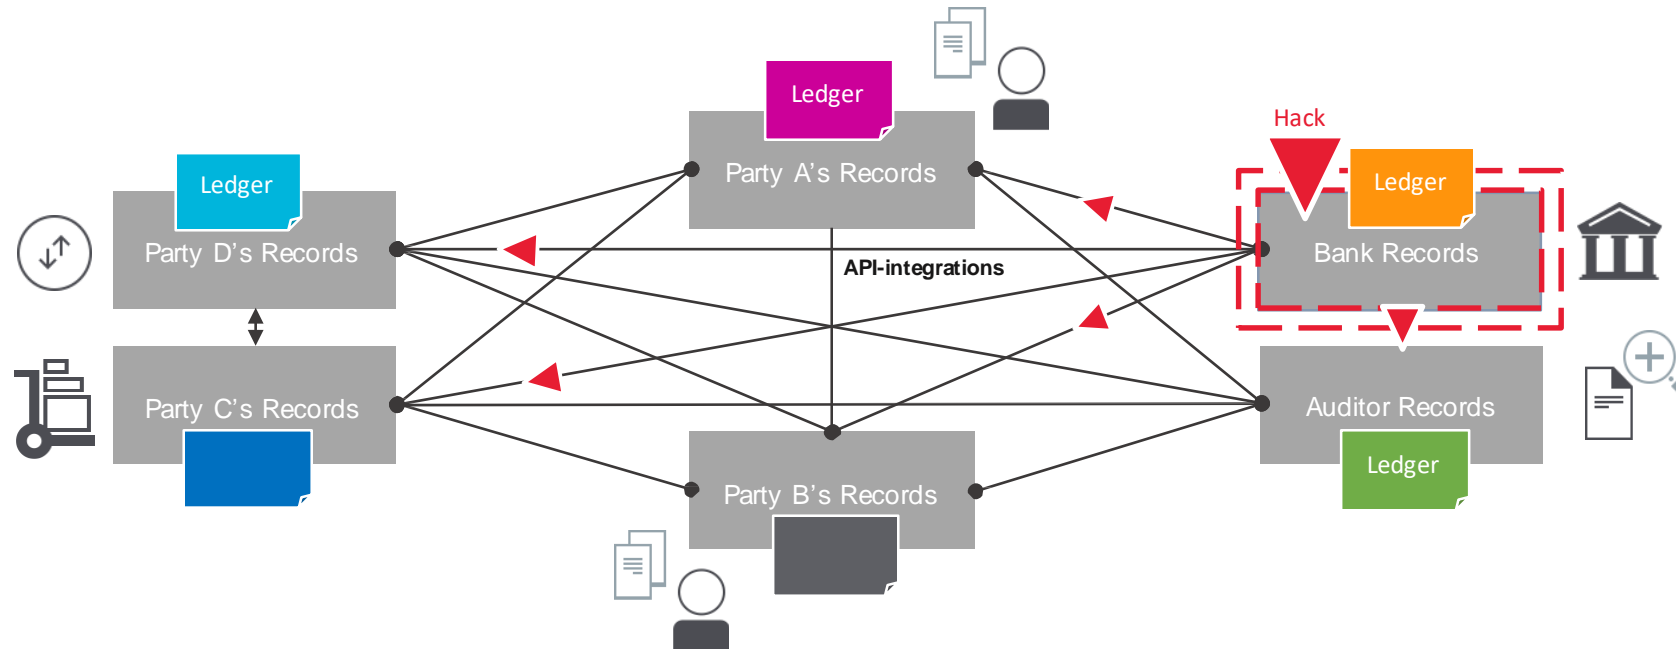 Ledger
Party A's Records
Hack
Ledger
Bank Records
Ledger
Party D's Records
API-integrations
Party C's Records
Auditor Records
Ledger
Party B's Records